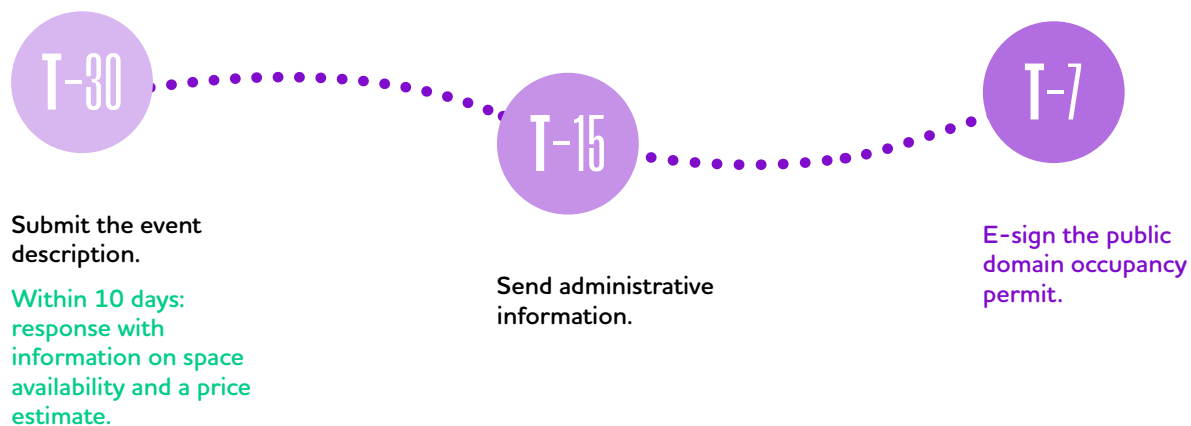 T-30
Submit the event
description.
Within 10 days:
response with
information on space
availability and a price
estimate.
T-15
Send administrative
information.
T-7
E-sign the public
domain occupancy
permit.